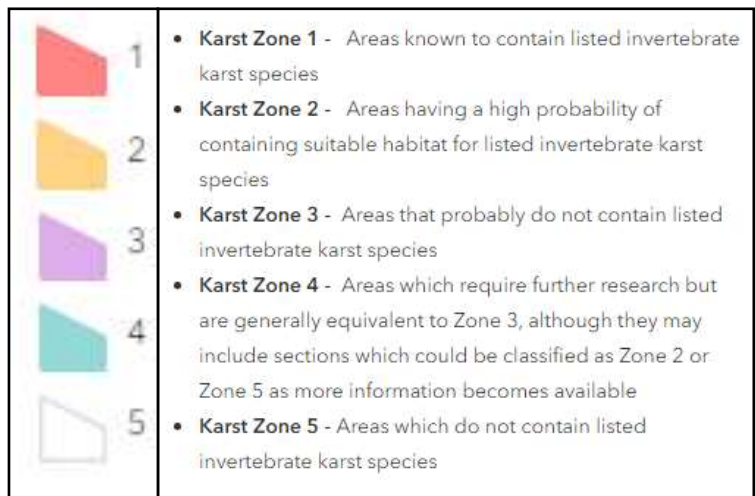 1
2
3
4
5
• Karst Zone 1 - Areas known to contain listed invertebrate
karst species
• Karst Zone 2 - Areas having a high probability of
containing suitable habitat for listed invertebrate karst
species
• Karst Zone 3 - Areas that probably do not contain listed
invertebrate karst species
• Karst Zone 4 - Areas which require further research but
are generally equivalent to Zone 3, although they may
include sections which could be classified as Zone 2 or
Zone 5 as more information becomes available
• Karst Zone 5 - Areas which do not contain listed
invertebrate karst species